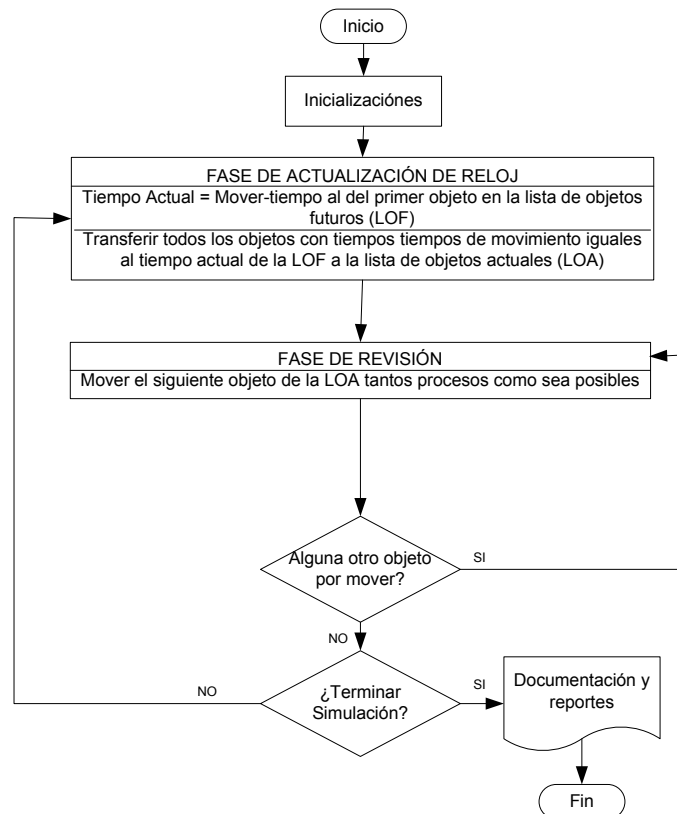 Inicio
Inicializaciónes
FASE DE ACTUALIZACIÓN DE RELOJ
Tiempo Actual = Mover-tiempo al del primer objeto en la lista de objetos
futuros (LOF)
Transferir todos los objetos con tiempos tiempos de movimiento iguales
al tiempo actual de la LOF a la lista de objetos actuales (LOA)
FASE DE REVISIÓN
Mover el siguiente objeto de la LOA tantos procesos como sea posibles
Alguna otro objeto
por mover?
SI
NO
¿Terminar
Simulación?
NO
SI
Documentación y
reportes
Fin